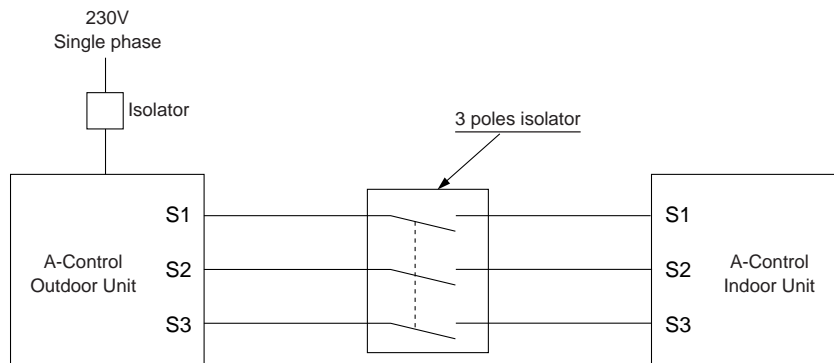 230V
Single phase
Isolator
3 poles isolator
A-Control
Outdoor Unit
S1
S2
S3
S1
S2
S3
A-Control
Indoor Unit